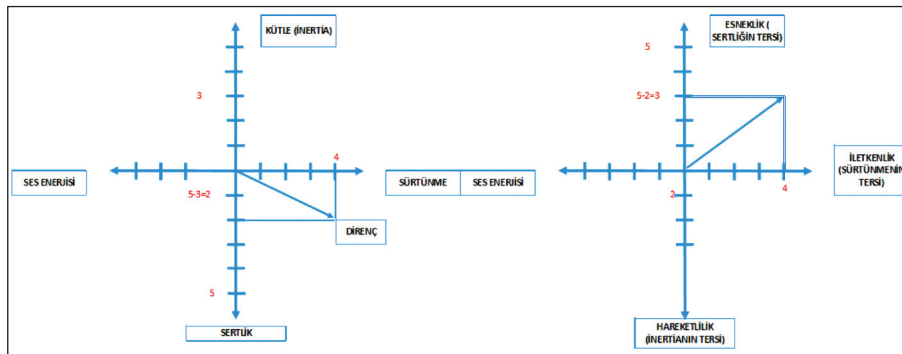 KÜTLE (İNERTİA)
3
4
SES ENERJİSİ
SÜRTÜNME
5-3=2
DİRENÇ
5
SERTLİK
ESNEKLİK (
SERTLİĞİN TERSİ)
5
5-2=3
SES ENERJİSİ
İLETKENLİK
(SÜRTÜNMENİN
TERSİ)
4
2
HAREKETLİLİK
(İNERTİANIN TERSİ)